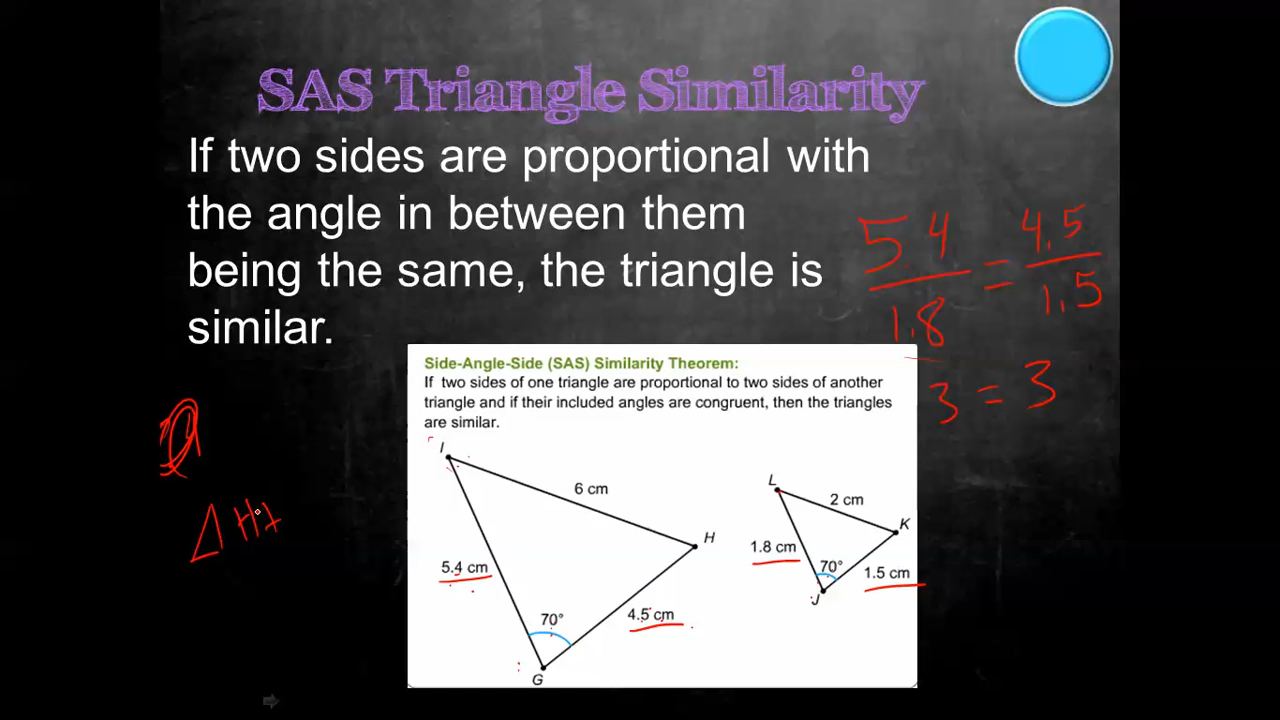 SAS Triangle Similarity
If two sides are proportional with
the angle in between them
being the same, the triangle is
similar.
5.4 = 4.5
1.8 1.5
3 = 3
Side-Angle-Side (SAS) Similarity Theorem:
If two sides of one triangle are proportional to two sides of another
triangle and if their included angles are congruent, then the triangles
are similar.
I
6 cm
H
5.4 cm
70°
4.5 cm
G
L
2 cm
K
1.8 cm
70°
1.5 cm
J
△ HI